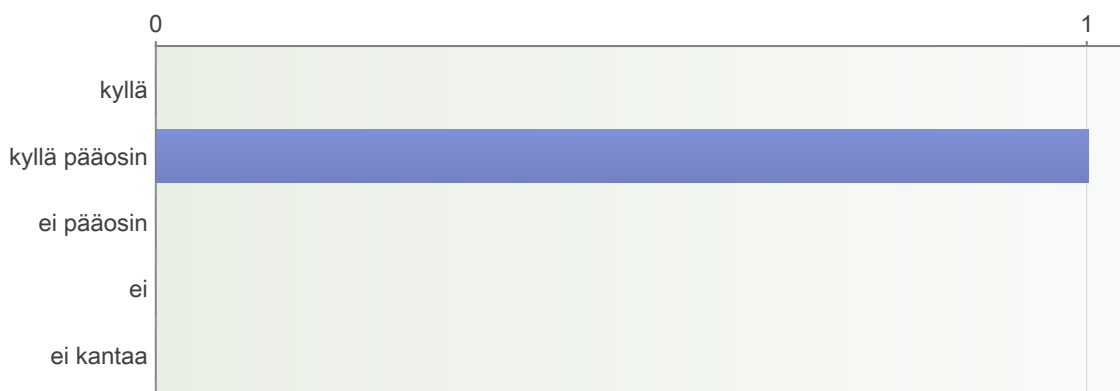 0 1
kyllä
kyllä pääosin
ei pääosin
ei
ei kantaa